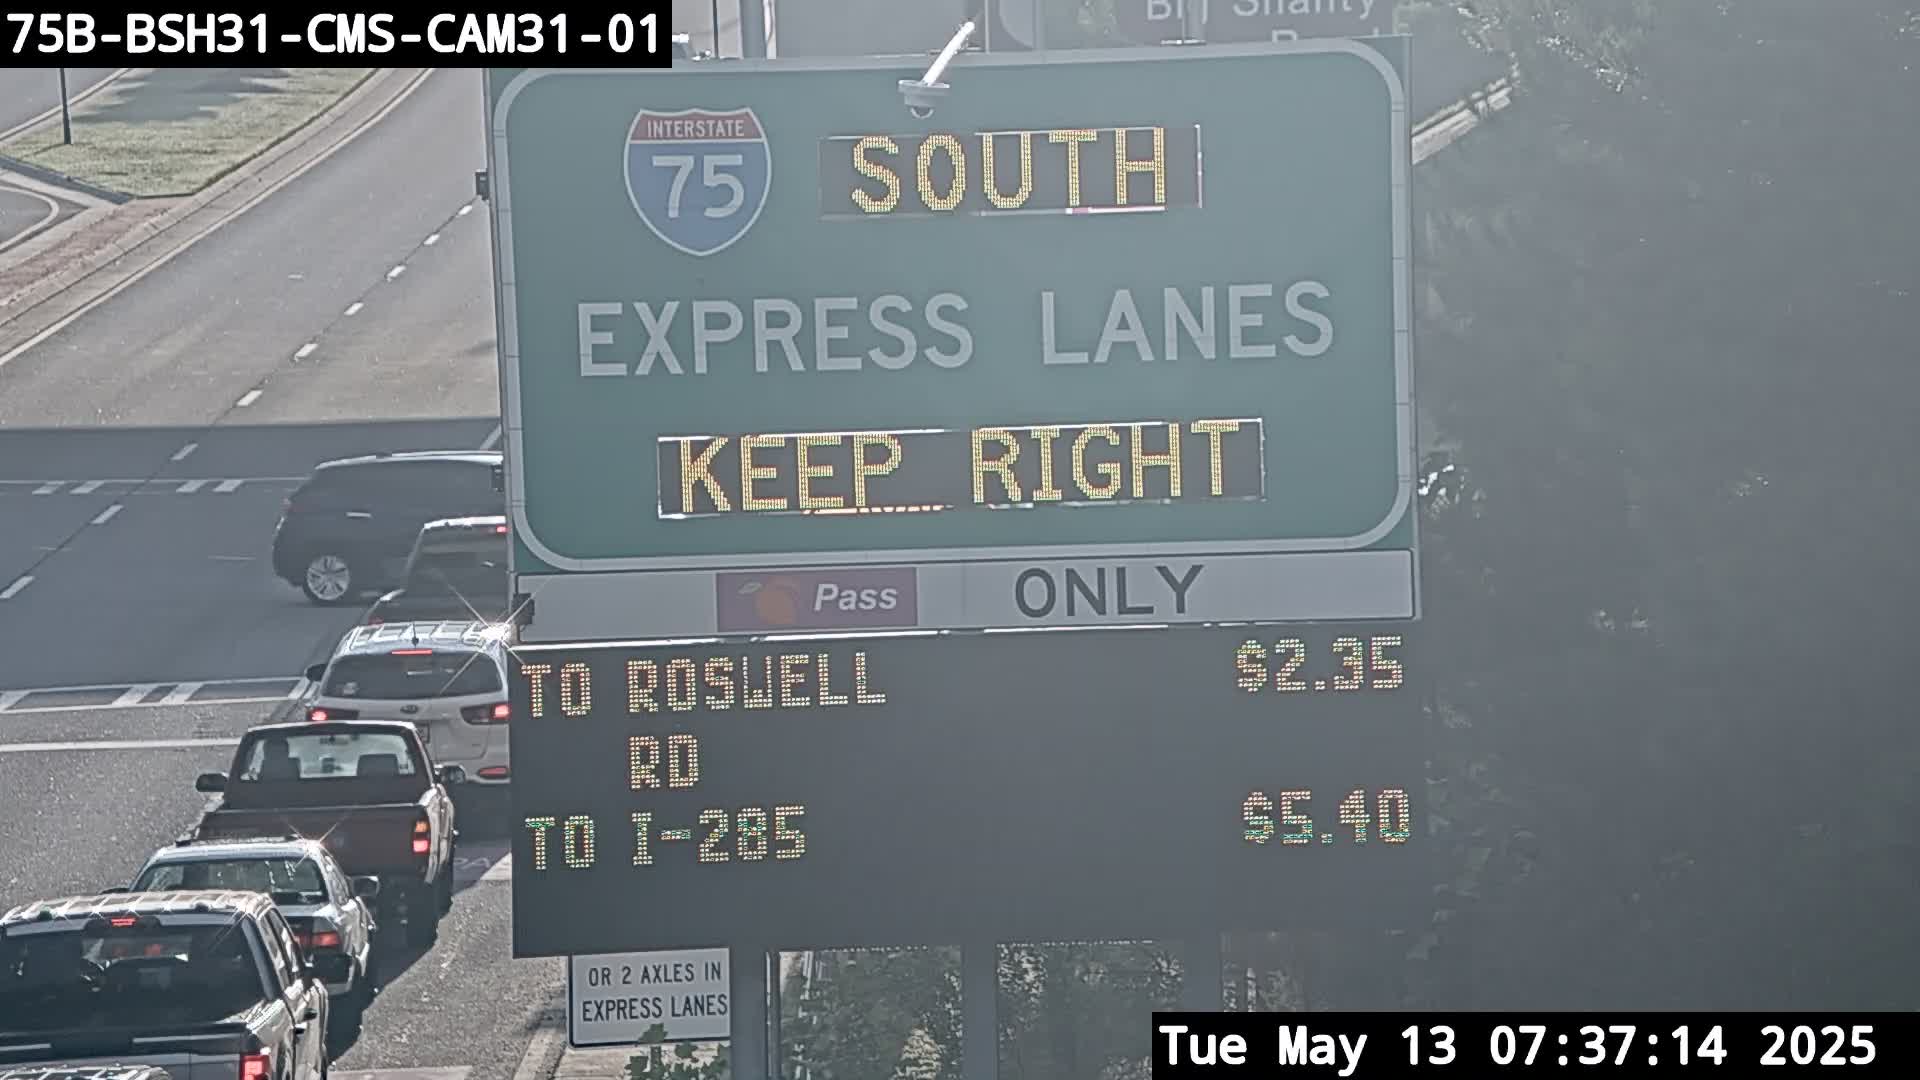 75B-BSH31-CMS-CAM31-01
Shanty
INTERSTATE
75
SOUTH
EXPRESS LANES
KEEP RIGHT
Pass ONLY
TO ROSWELL $2.35
RD
TO I-285 $5.40
OR 2 AXLES IN
EXPRESS LANES
Tue May 13 07:37:14 2025